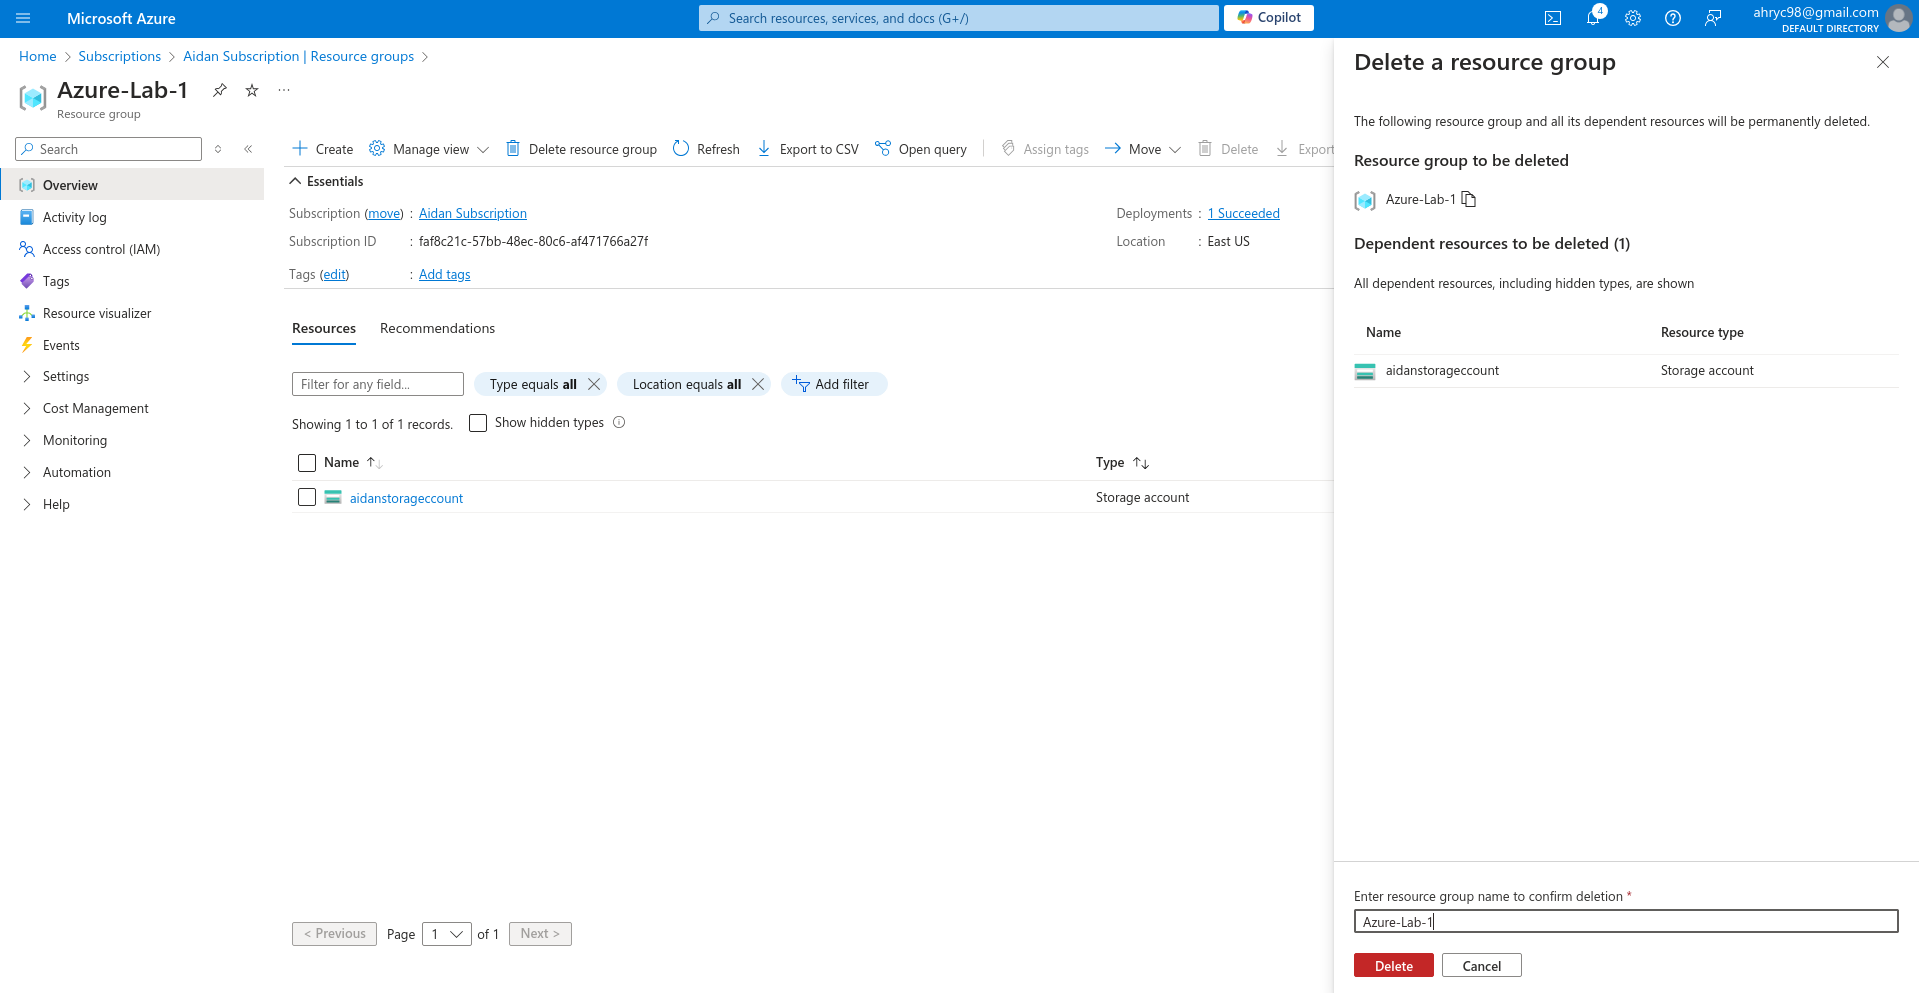 Microsoft Azure
Search resources, services, and docs (G+/)
Copilot
4
ahryc98@gmail.com
DEFAULT DIRECTORY
Home > Subscriptions > Aidan Subscription | Resource groups >
Azure-Lab-1
Resource group
Search
Overview
Activity log
Access control (IAM)
Tags
Resource visualizer
Events
Settings
Cost Management
Monitoring
Automation
Help
Create Manage view Delete resource group Refresh Export to CSV Open query Assign tags Move Delete Export
Essentials
Subscription (move) : Aidan Subscription
Subscription ID : faf8c21c-57bb-48ec-80c6-af471766a27f
Tags (edit) : Add tags
Deployments : 1 Succeeded
Location : East US
Resources Recommendations
Filter for any field... Type equals all Location equals all Add filter
Showing 1 to 1 of 1 records. Show hidden types
Name Type
aidanstorageccount Storage account
< Previous Page 1 of 1 Next >
Delete a resource group
The following resource group and all its dependent resources will be permanently deleted.
Resource group to be deleted
Azure-Lab-1
Dependent resources to be deleted (1)
All dependent resources, including hidden types, are shown
Name Resource type
aidanstorageccount Storage account
Enter resource group name to confirm deletion *
Azure-Lab-1
Delete Cancel